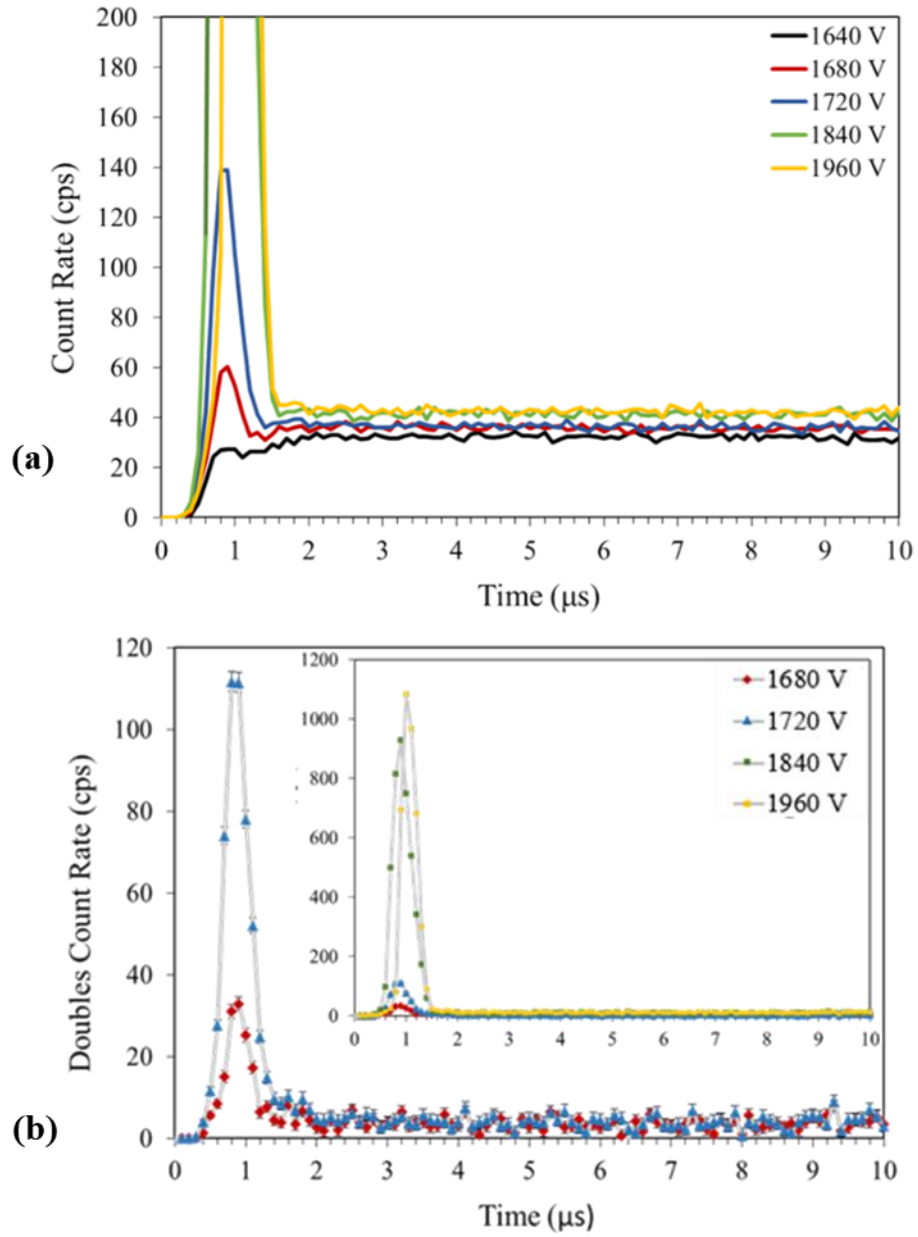 200
180
160
140
120
100
80
60
40
20
0
Count Rate (cps)
1640 V
1680 V
1720 V
1840 V
1960 V
(a)
0 1 2 3 4 5 6 7 8 9 10
Time (μs)
120
100
80
60
40
20
0
Doubles Count Rate (cps)
1200
1000
800
600
400
200
0
1680 V
1720 V
1840 V
1960 V
0 1 2 3 4 5 6 7 8 9 10
(b)
0 1 2 3 4 5 6 7 8 9 10
Time (μs)